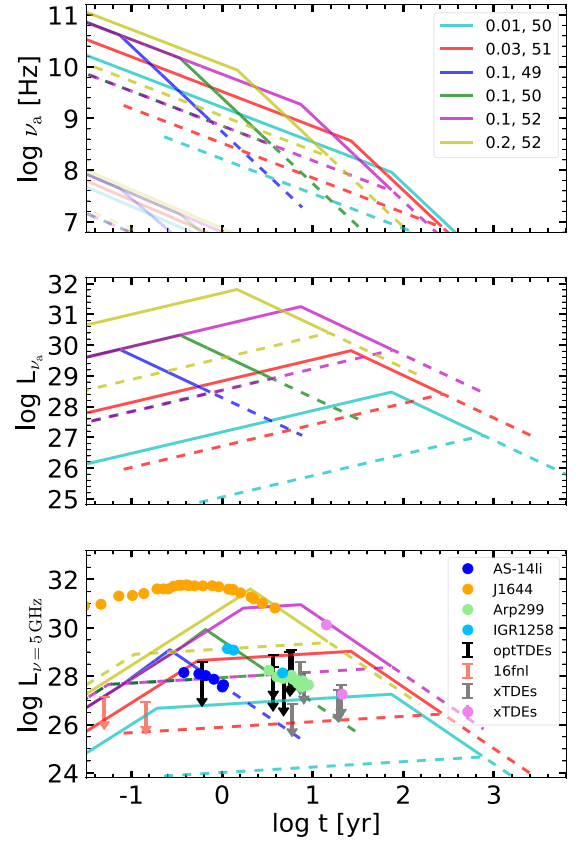 11
10
9
8
7
log νa [Hz]
0.01, 50
0.03, 51
0.1, 49
0.1, 50
0.1, 52
0.2, 52
32
31
30
29
28
27
26
25
log Lνa
32
30
28
26
24
log Lν=5 GHz
AS-14li
J1644
Arp299
IGR1258
optTDEs
16fnl
xTDEs
xTDEs
-1 0 1 2 3
log t [yr]